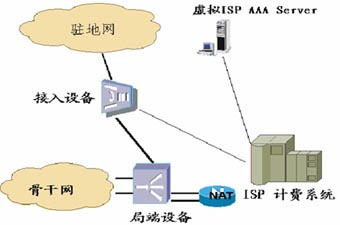 驻地网
虚拟ISP AAA Server
接入设备
骨干网
局端设备
NAT
ISP 计费系统